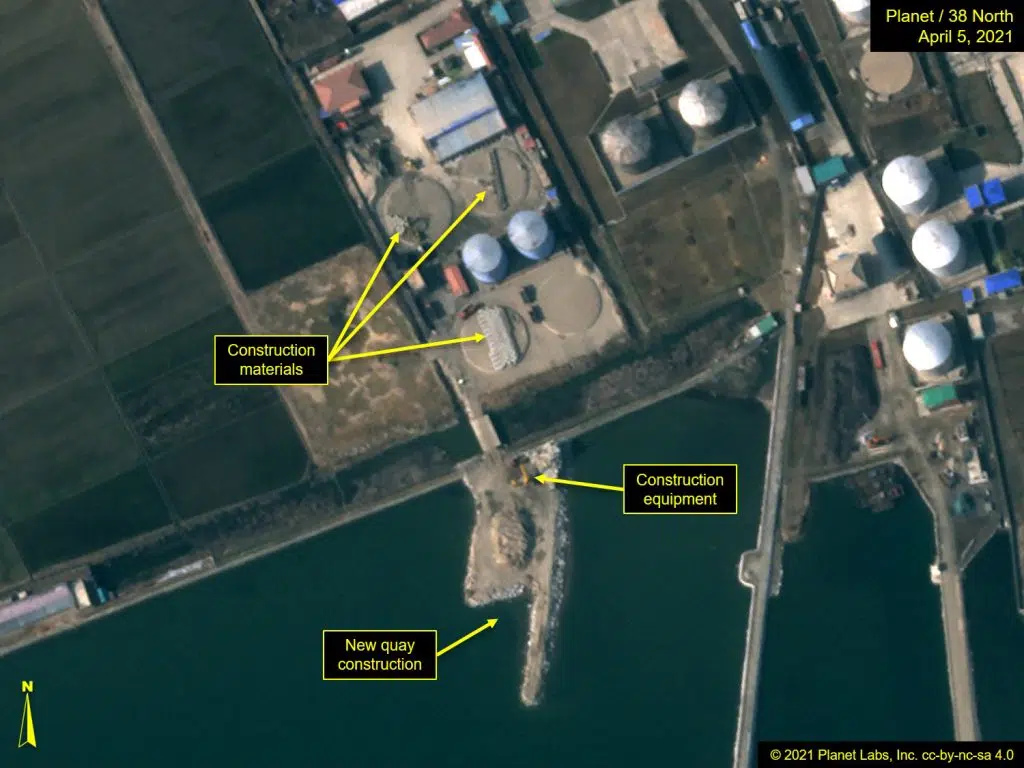 Planet / 38 North
April 5, 2021
Construction
materials
Construction
equipment
New quay
construction
N
© 2021 Planet Labs, Inc. cc-by-nc-sa 4.0